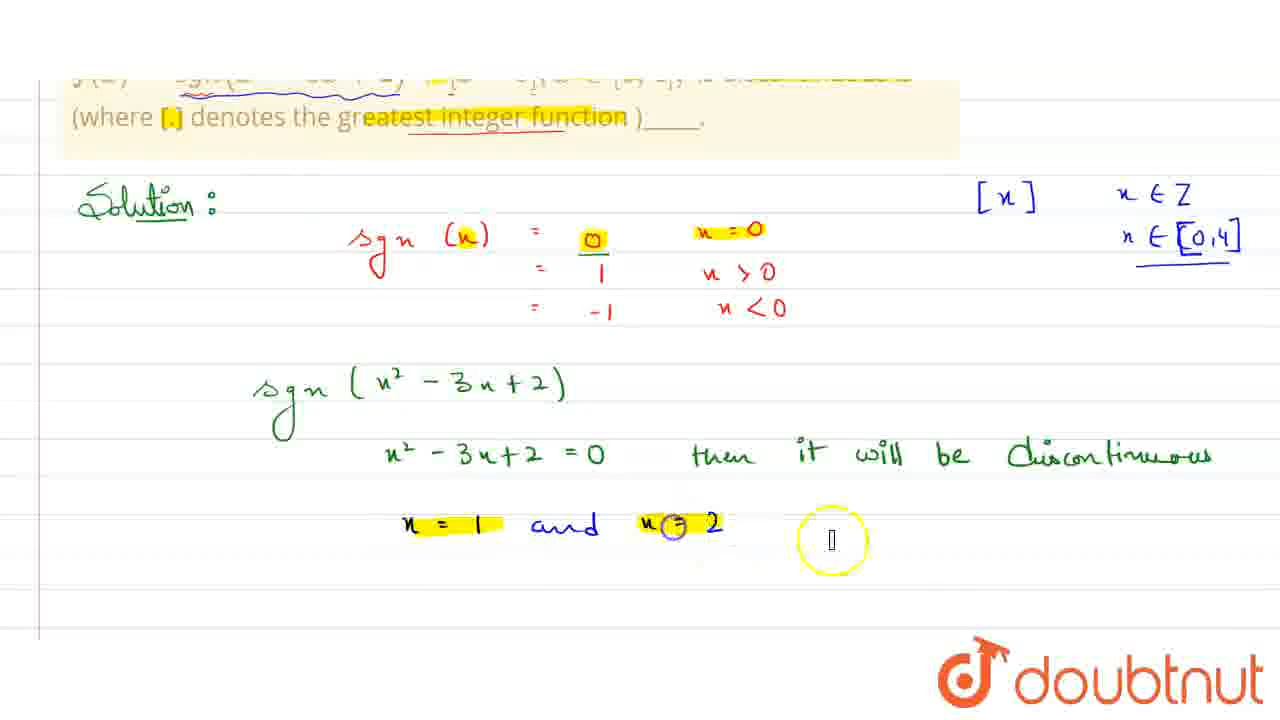 (where [.] denotes the greatest integer function )____.
Solution :
[x] x ∈ Z
x ∈ [0,4]
sgn (x) = 0 x = 0
= 1 x > 0
= -1 x < 0
sgn (x² - 3x + 2)
x² - 3x + 2 = 0 then it will be discontinuous
x = 1 and x = 2
doubtnut